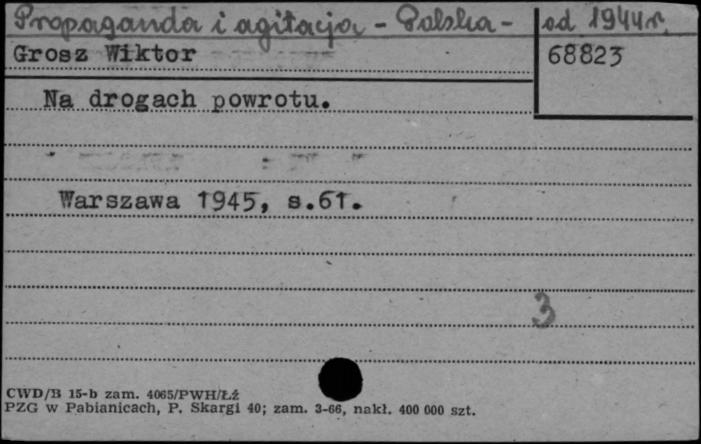 Propaganda i agitacja - Polska - od 1944 r.
Grosz Wiktor 68823
Na drogach powrotu.
Warszawa 1945, s.61.
3
CWD/B 15-b zam. 4065/PWH/Łź
PZG w Pabianicach, P. Skargi 40; zam. 3-66, nakł. 400 000 szt.